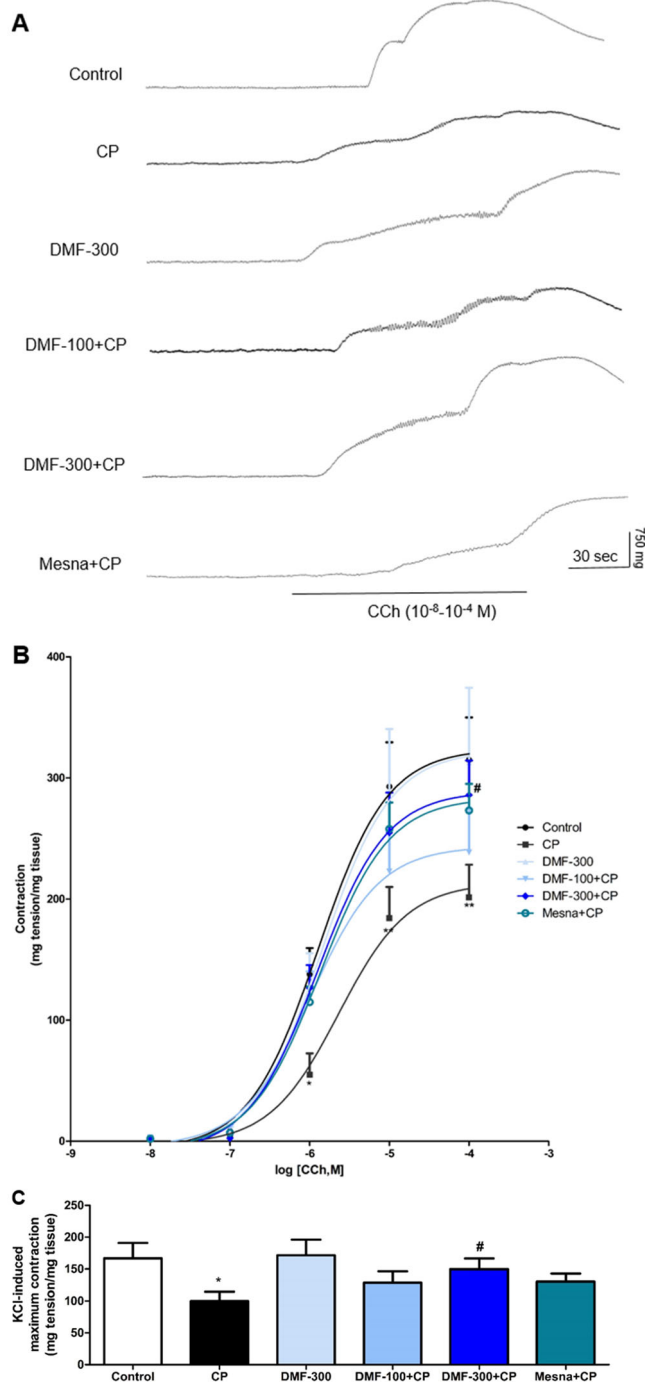 A
Control
CP
DMF-300
DMF-100+CP
DMF-300+CP
Mesna+CP
750 mg
30 sec
CCh (10⁻⁸-10⁻⁴ M)
B
400
300
200
100
0
Contraction
(mg tension/mg tissue)
#
**
**
*
Control
CP
DMF-300
DMF-100+CP
DMF-300+CP
Mesna+CP
-9 -8 -7 -6 -5 -4 -3
log [CCh,M]
C
KCl-induced
maximum contraction
(mg tension/mg tissue)
250
200
150
100
50
0
*
#
Control CP DMF-300 DMF-100+CP DMF-300+CP Mesna+CP